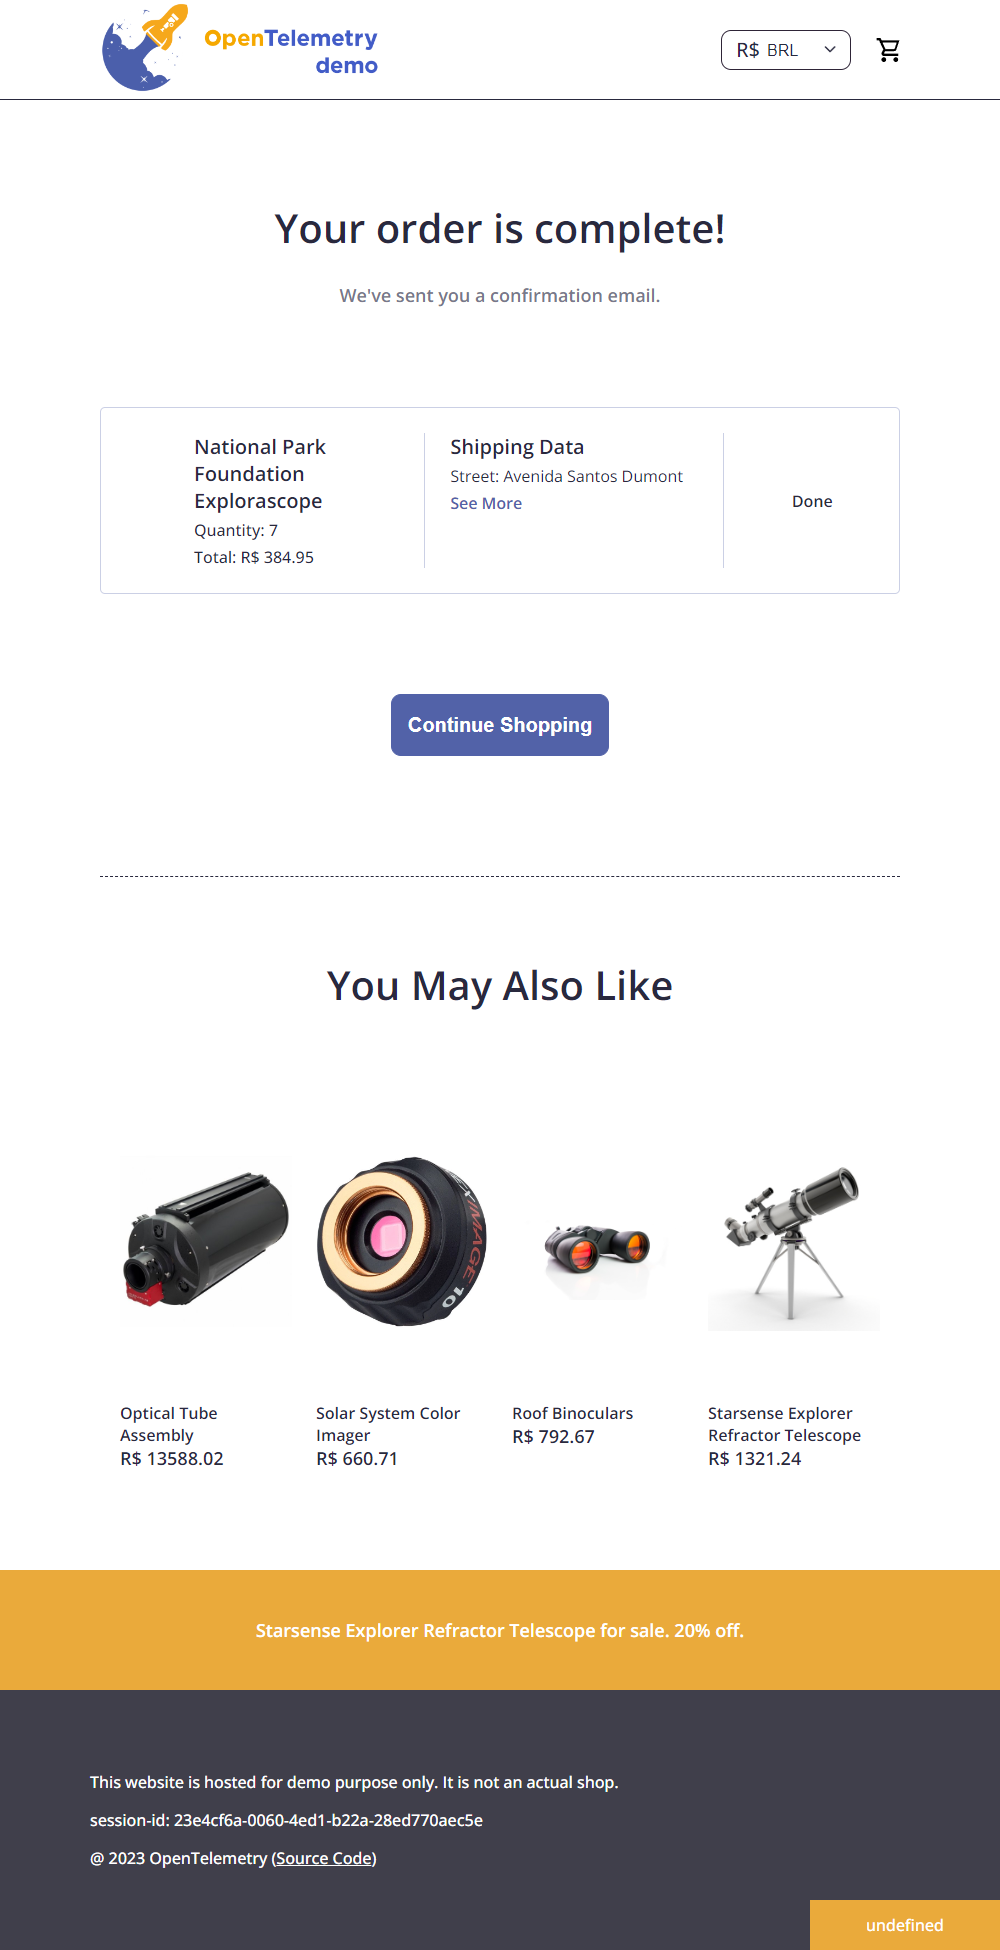 OpenTelemetry
demo
R$ BRL
Your order is complete!
We've sent you a confirmation email.
National Park
Foundation
Explorascope
Quantity: 7
Total: R$ 384.95
Shipping Data
Street: Avenida Santos Dumont
See More
Done
Continue Shopping
You May Also Like
IMAGE 10
Optical Tube
Assembly
R$ 13588.02
Solar System Color
Imager
R$ 660.71
Roof Binoculars
R$ 792.67
Starsense Explorer
Refractor Telescope
R$ 1321.24
Starsense Explorer Refractor Telescope for sale. 20% off.
This website is hosted for demo purpose only. It is not an actual shop.
session-id: 23e4cf6a-0060-4ed1-b22a-28ed770aec5e
@ 2023 OpenTelemetry (Source Code)
undefined